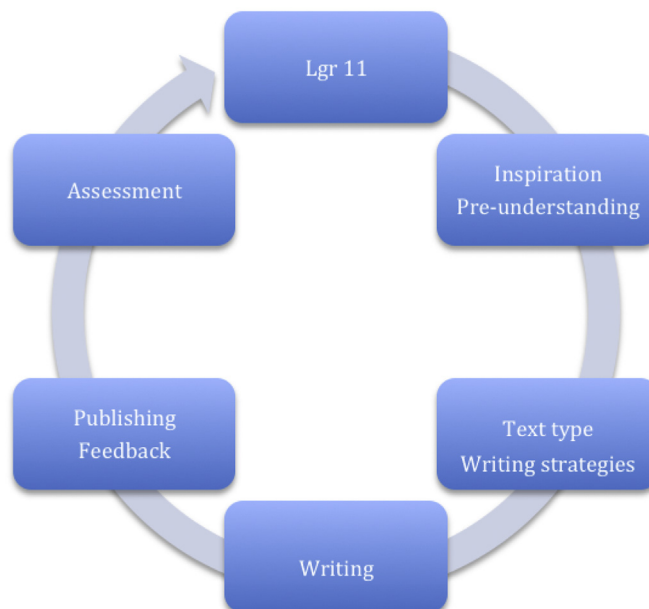 Lgr 11
Inspiration
Pre-understanding
Text type
Writing strategies
Writing
Publishing
Feedback
Assessment